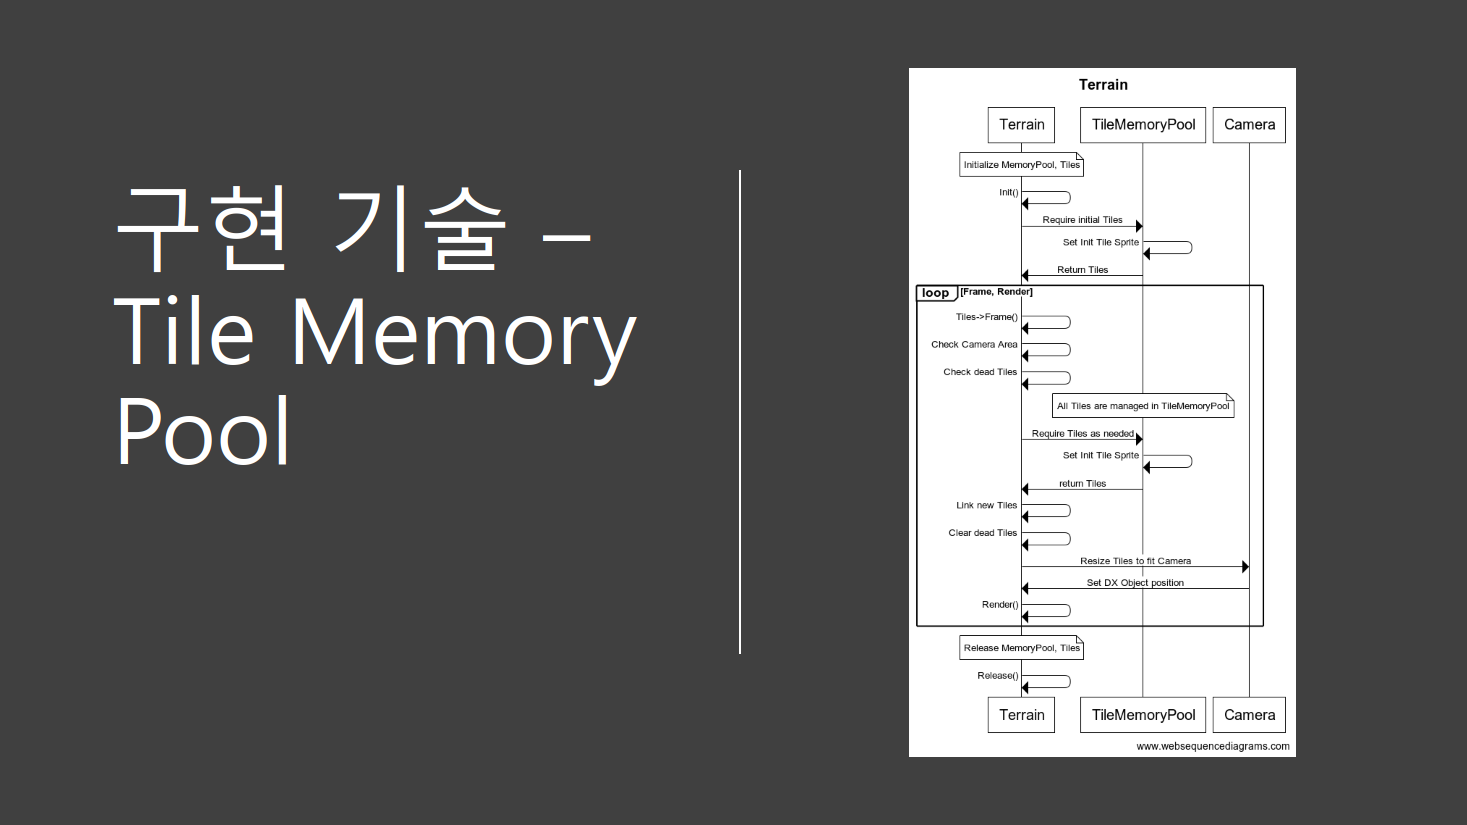 구현 기술 –
Tile Memory
Pool
Terrain
Terrain
TileMemoryPool
Camera
Initialize MemoryPool, Tiles
Init()
Require initial Tiles
Set Init Tile Sprite
Return Tiles
loop [Frame, Render]
Tiles->Frame()
Check Camera Area
Check dead Tiles
All Tiles are managed in TileMemoryPool
Require Tiles as needed
Set Init Tile Sprite
return Tiles
Link new Tiles
Clear dead Tiles
Resize Tiles to fit Camera
Set DX Object position
Render()
Release MemoryPool, Tiles
Release()
Terrain
TileMemoryPool
Camera
www.websequencediagrams.com